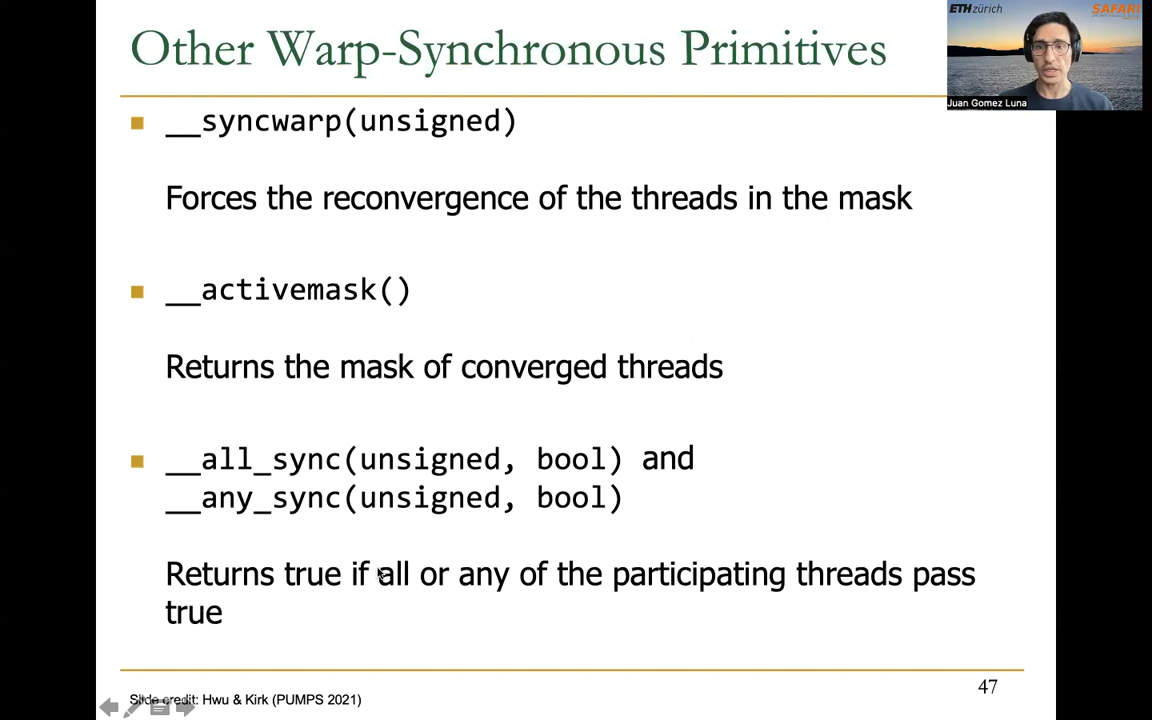 Other Warp-Synchronous Primitives
ETH zürich
SAFARI
Juan Gomez Luna
__syncwarp(unsigned)
Forces the reconvergence of the threads in the mask
__activemask()
Returns the mask of converged threads
__all_sync(unsigned, bool) and
__any_sync(unsigned, bool)
Returns true if all or any of the participating threads pass
true
Slide credit: Hwu & Kirk (PUMPS 2021)
47